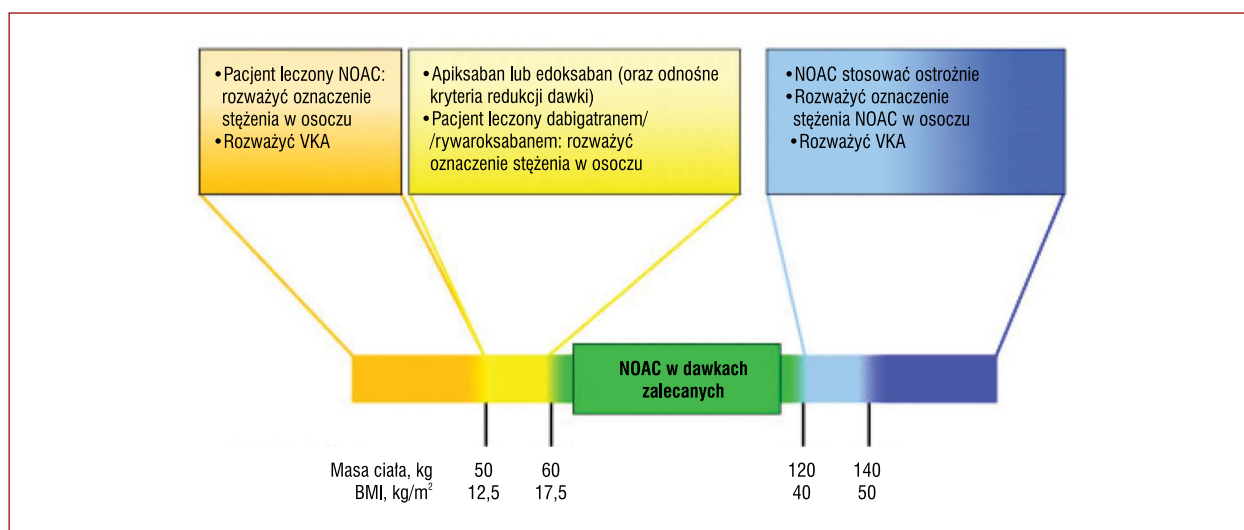 • Pacjent leczony NOAC:
rozważyć oznaczenie
stężenia w osoczu
• Rozważyć VKA
• Apiksaban lub edoksaban (oraz odnośne
kryteria redukcji dawki)
• Pacjent leczony dabigatranem/
/rywaroksabanem: rozważyć
oznaczenie stężenia w osoczu
• NOAC stosować ostrożnie
• Rozważyć oznaczenie
stężenia NOAC w osoczu
• Rozważyć VKA
NOAC w dawkach
zalecanych
Masa ciała, kg 50 60 120 140
BMI, kg/m² 12,5 17,5 40 50